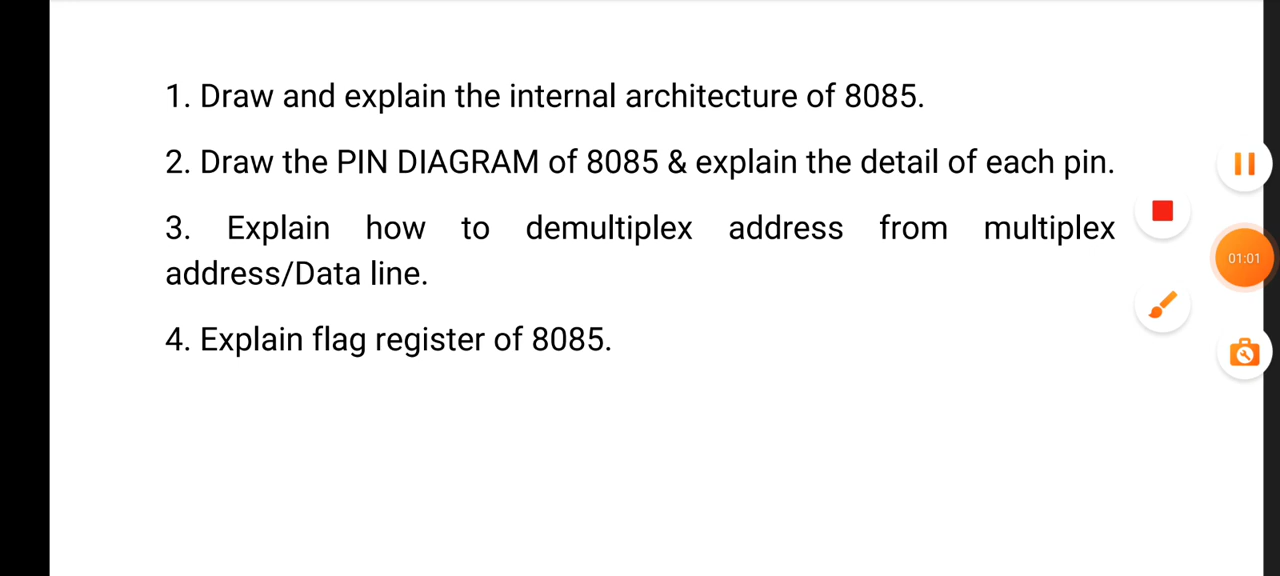 1. Draw and explain the internal architecture of 8085.
2. Draw the PIN DIAGRAM of 8085 & explain the detail of each pin.
3. Explain how to demultiplex address from multiplex
address/Data line.
4. Explain flag register of 8085.
01:01